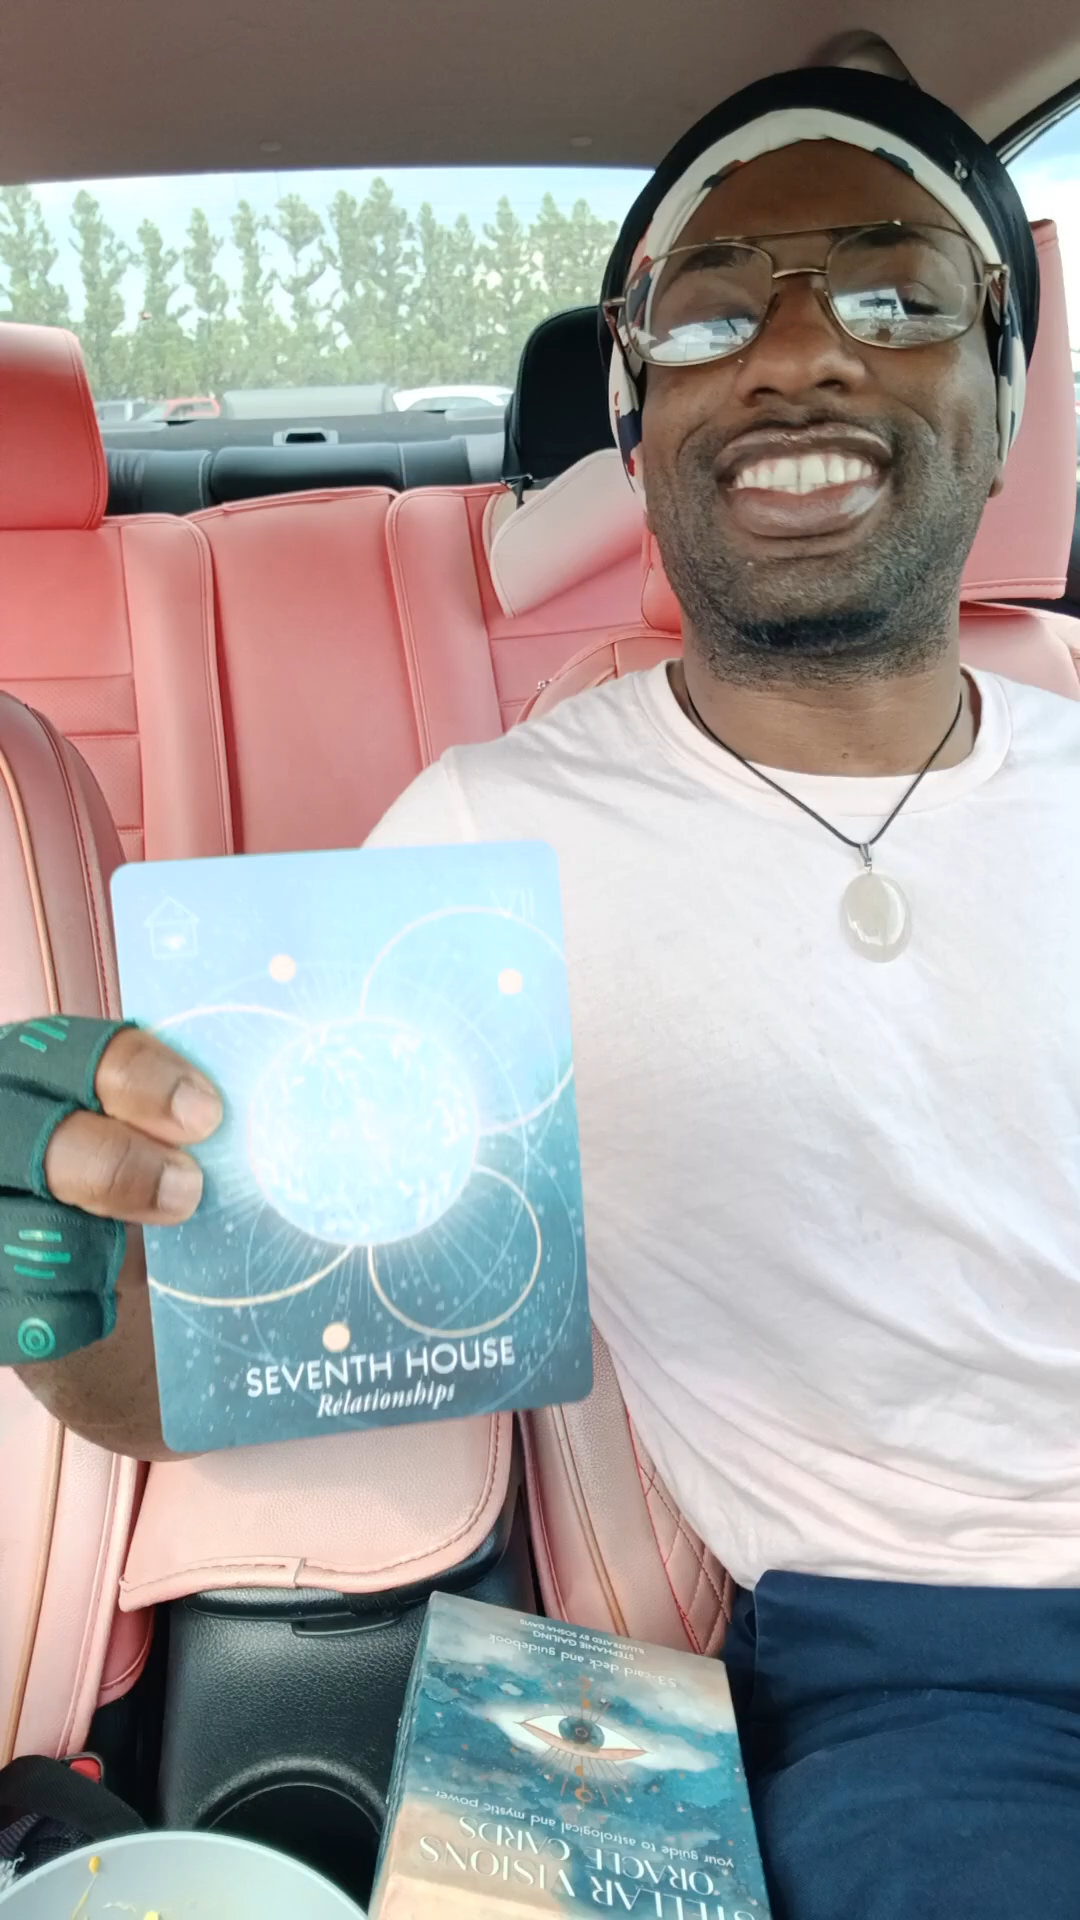 VII
SEVENTH HOUSE
Relationships
STELLAR VISIONS
ORACLE CARDS
your guide to astrological and mystic power
53-card deck and guidebook
STEPHANIE GAILING
ILLUSTRATED BY SOSHA DAVIS